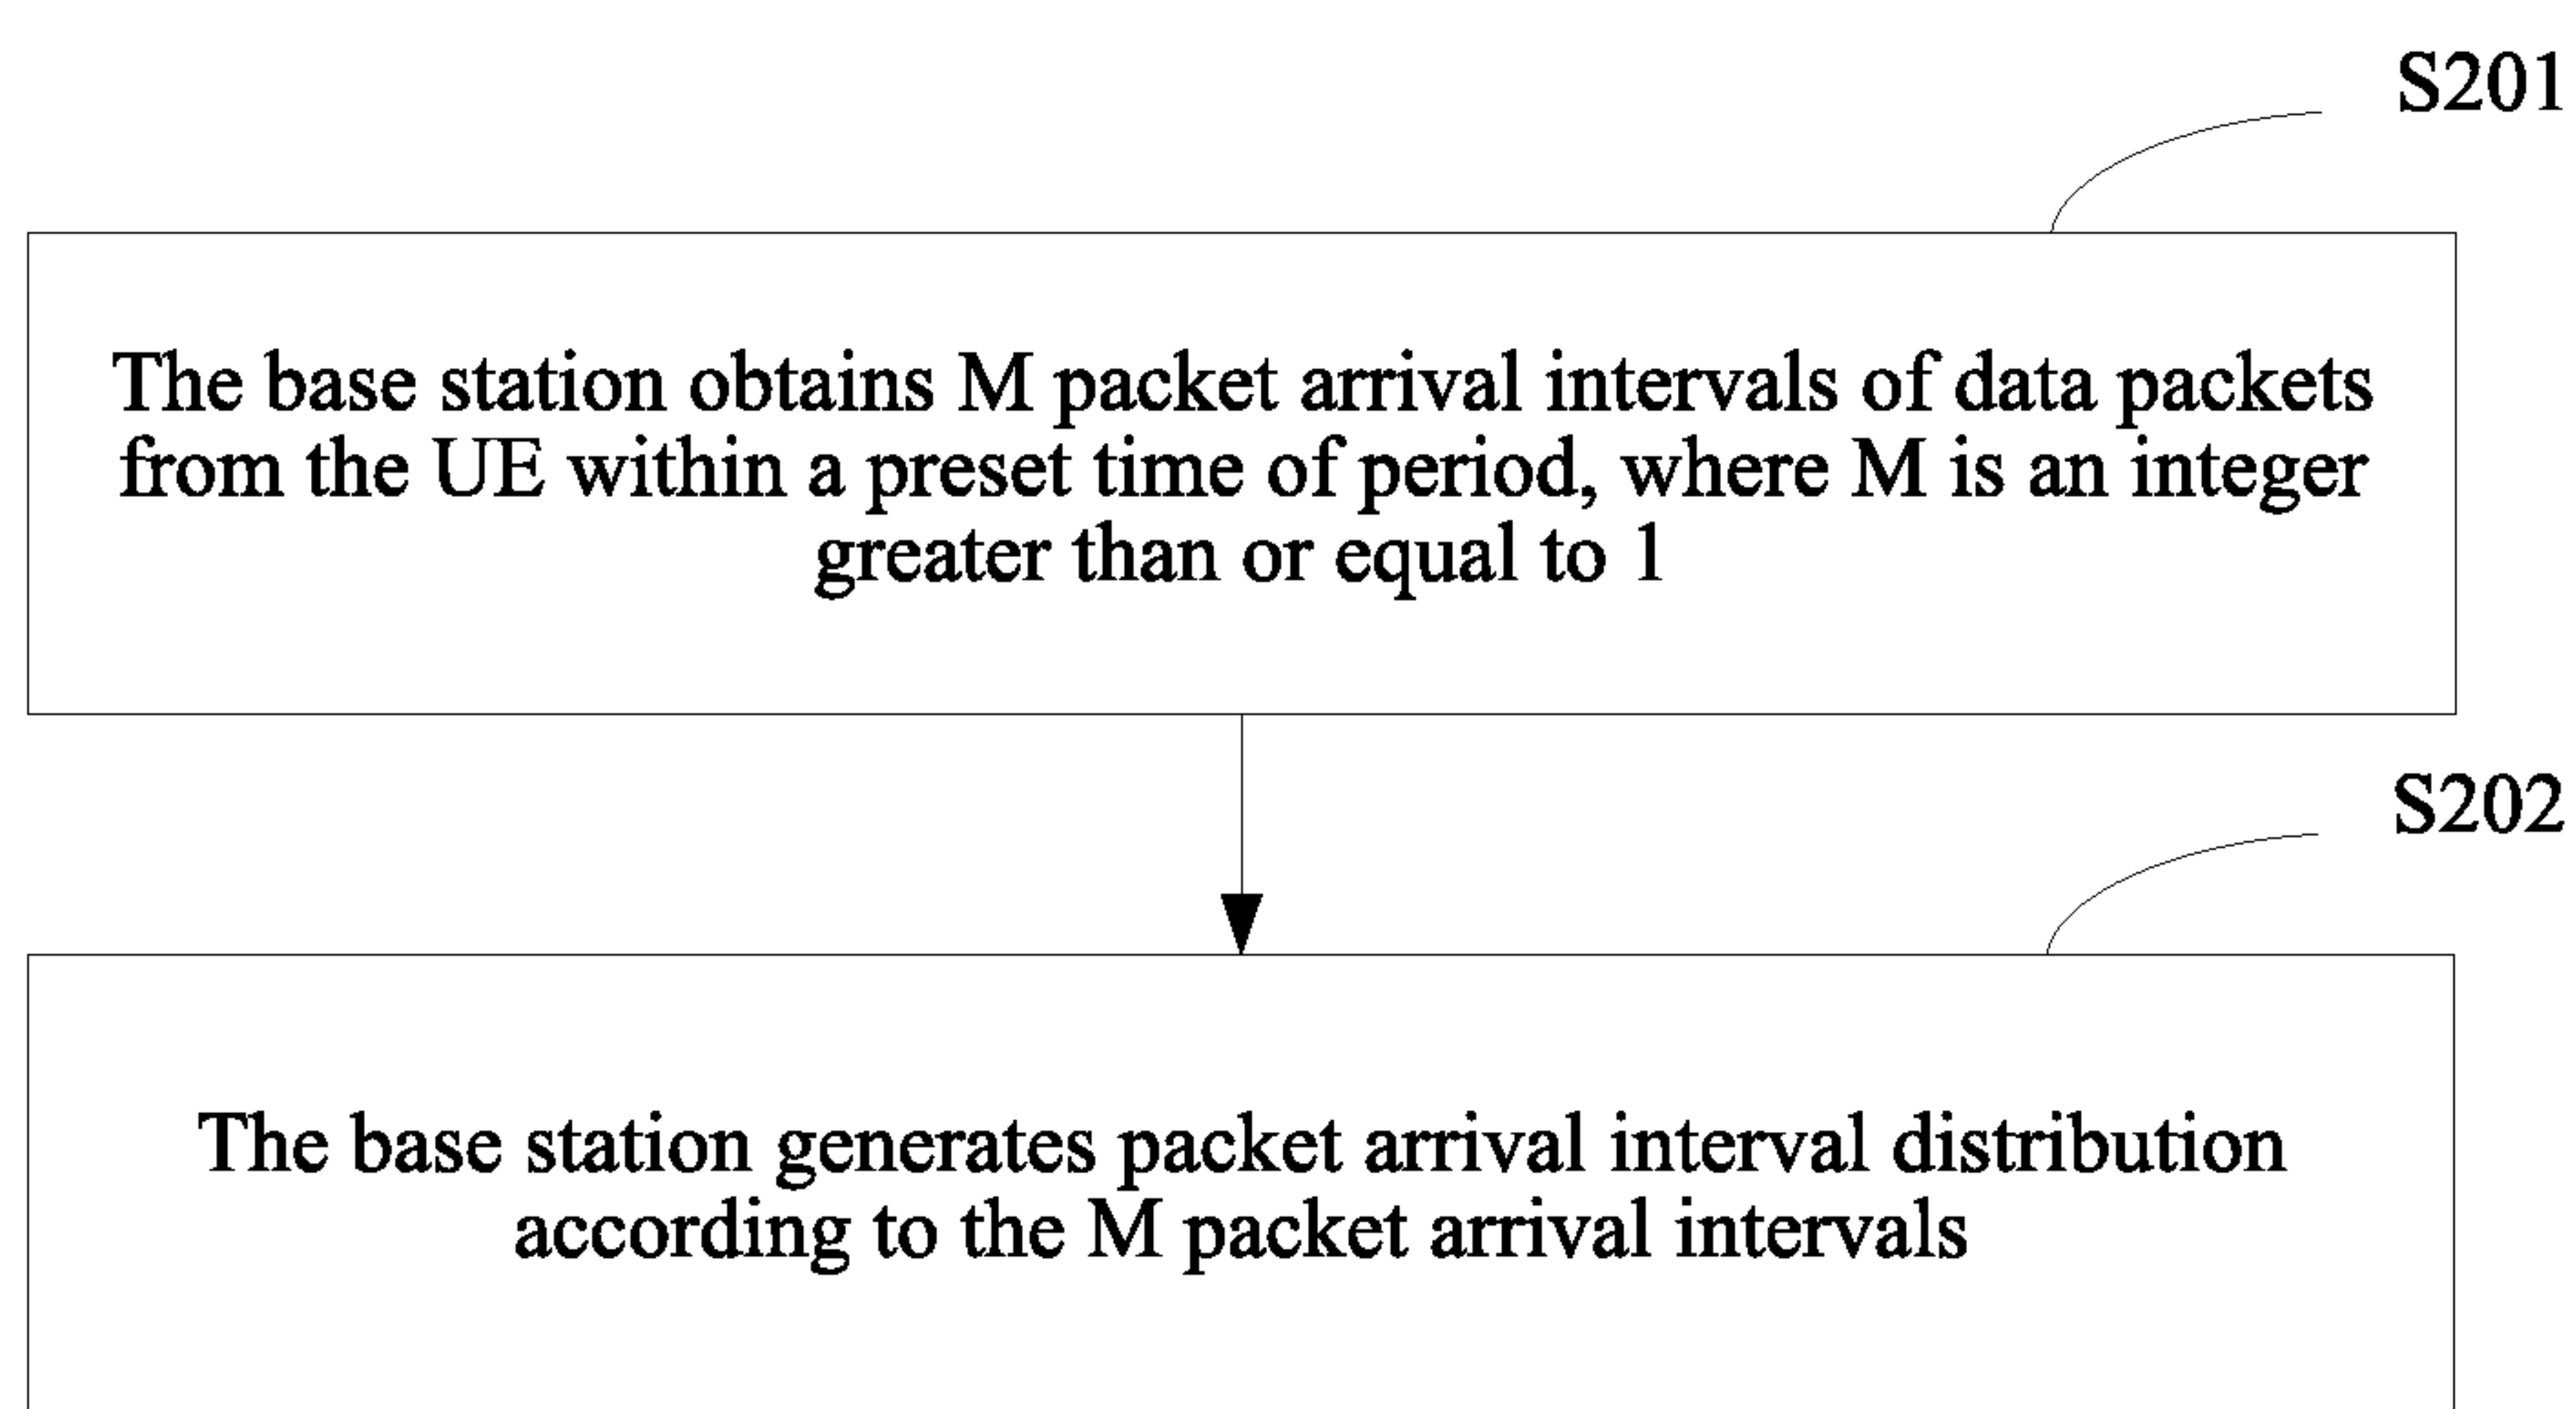 S201
The base station obtains M packet arrival intervals of data packets
from the UE within a preset time of period, where M is an integer
greater than or equal to 1
S202
The base station generates packet arrival interval distribution
according to the M packet arrival intervals